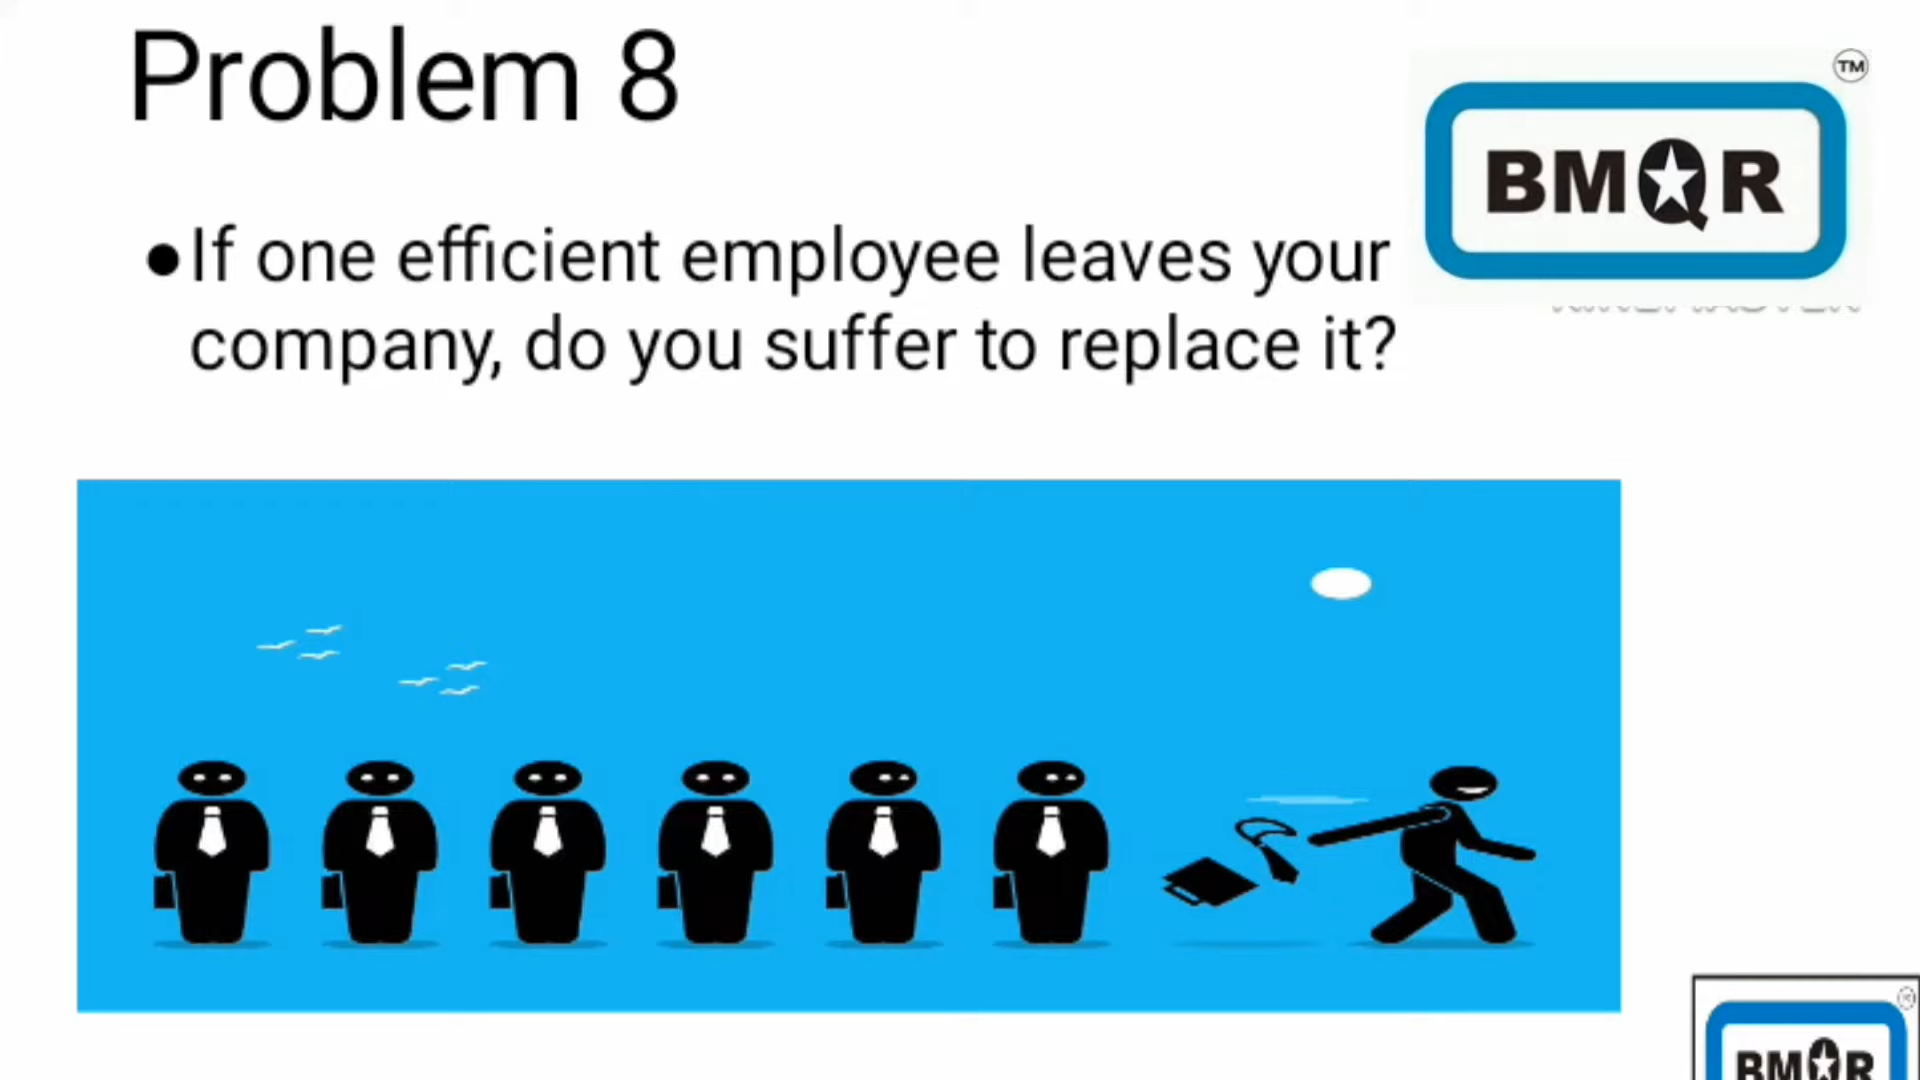 Problem 8
TM
BMQR
●If one efficient employee leaves your
company, do you suffer to replace it?
BMQR